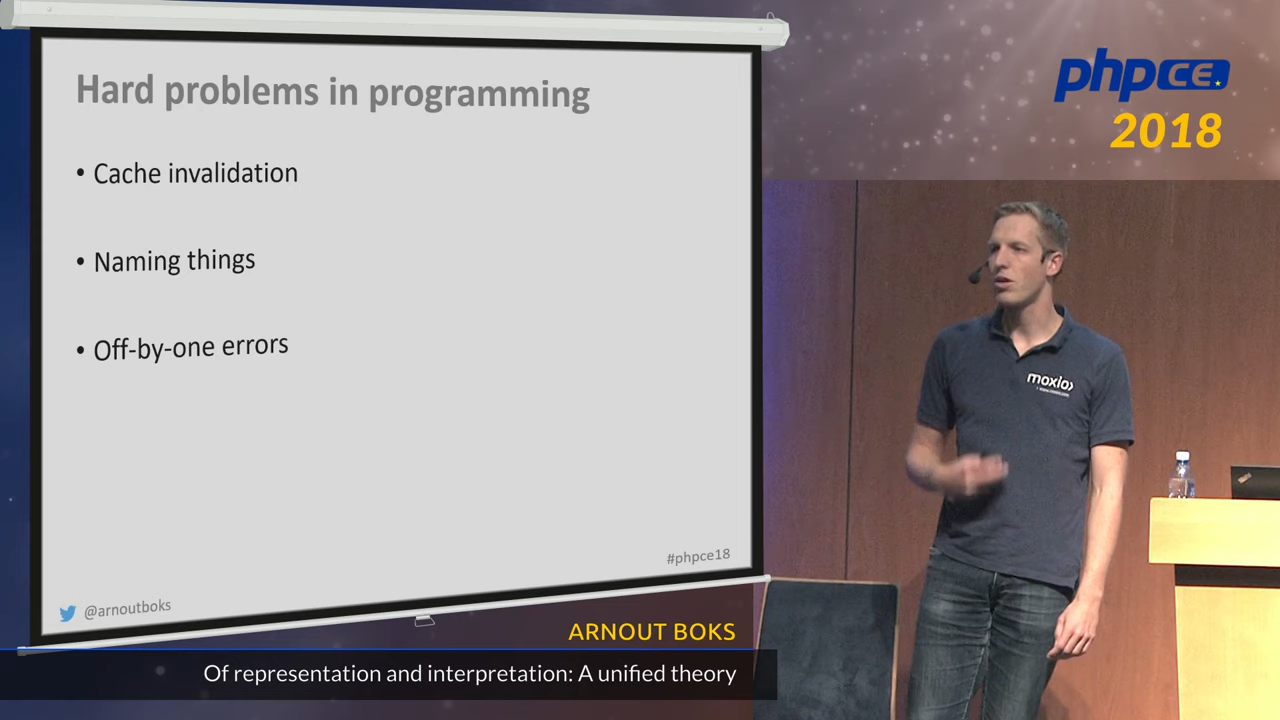 Hard problems in programming
• Cache invalidation
• Naming things
• Off-by-one errors
#phpce18
@arnoutboks
ARNOUT BOKS
Of representation and interpretation: A unified theory
phpCE.
2018
moxio